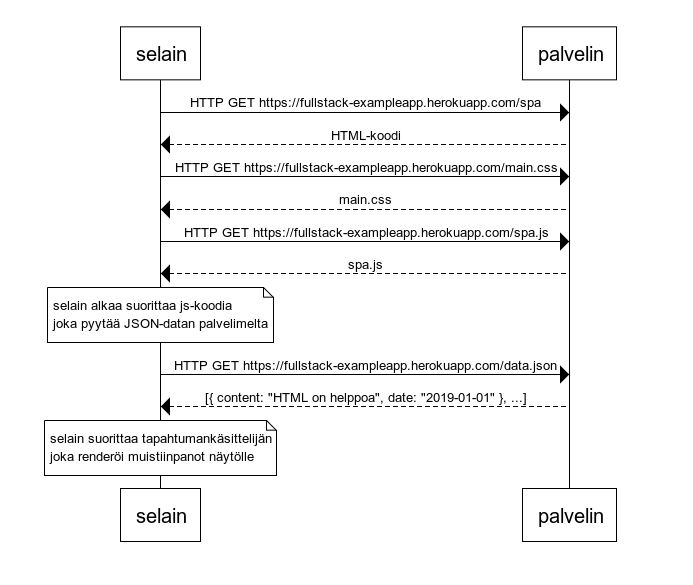 selain
palvelin
HTTP GET https://fullstack-exampleapp.herokuapp.com/spa
HTML-koodi
HTTP GET https://fullstack-exampleapp.herokuapp.com/main.css
main.css
HTTP GET https://fullstack-exampleapp.herokuapp.com/spa.js
spa.js
selain alkaa suorittaa js-koodia
joka pyytää JSON-datan palvelimelta
HTTP GET https://fullstack-exampleapp.herokuapp.com/data.json
[{ content: "HTML on helppoa", date: "2019-01-01" }, ...]
selain suorittaa tapahtumankäsittelijän
joka renderöi muistiinpanot näytölle
selain
palvelin